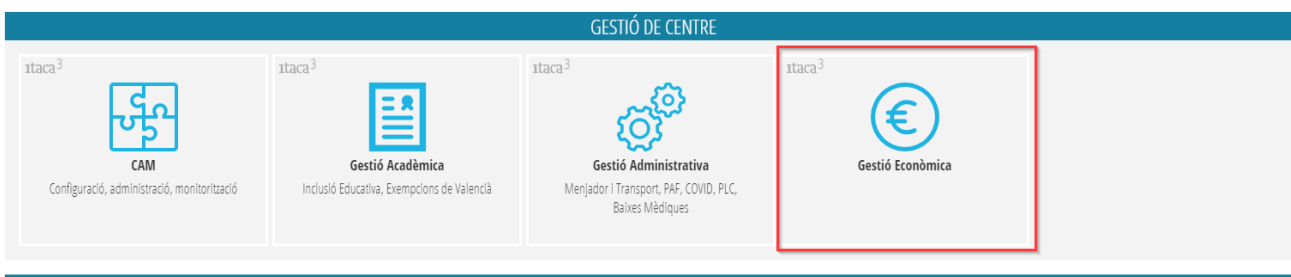 GESTIÓ DE CENTRE
ıtaca3
CAM
Configuració, administració, monitorització
ıtaca3
Gestió Acadèmica
Inclusió Educativa, Exempcions de Valencià
ıtaca3
Gestió Administrativa
Menjador i Transport, PAF, COVID, PLC,
Baixes Mèdiques
ıtaca3
€
Gestió Econòmica